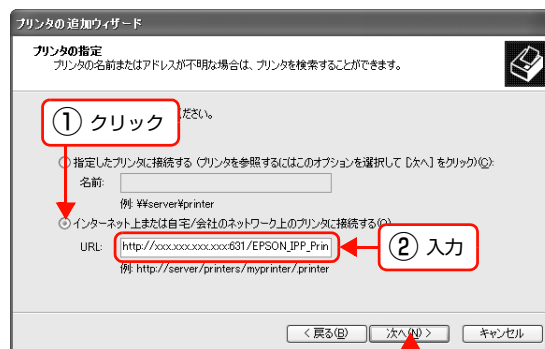 プリンタの追加ウィザード
プリンタの指定
プリンタの名前またはアドレスが不明な場合は、プリンタを検索することができます。
ださい。
① クリック
指定したプリンタに接続する (プリンタを参照するにはこのオプションを選択して [次へ] をクリック)(C):
名前:
例: ¥¥server¥printer
インターネット上または自宅/会社のネットワーク上のプリンタに接続する(O)
URL: http://xxx.xxx.xxx.xxx:631/EPSON_IPP_Prin
② 入力
例: http://server/printers/myprinter/.printer
< 戻る(B) 次へ(N) > キャンセル